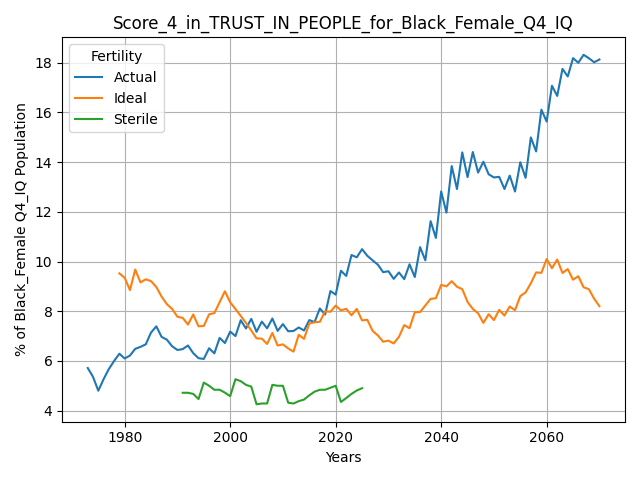 Score_4_in_TRUST_IN_PEOPLE_for_Black_Female_Q4_IQ
Fertility
Actual
Ideal
Sterile
% of Black_Female Q4_IQ Population
18
16
14
12
10
8
6
4
1980
2000
2020
2040
2060
Years